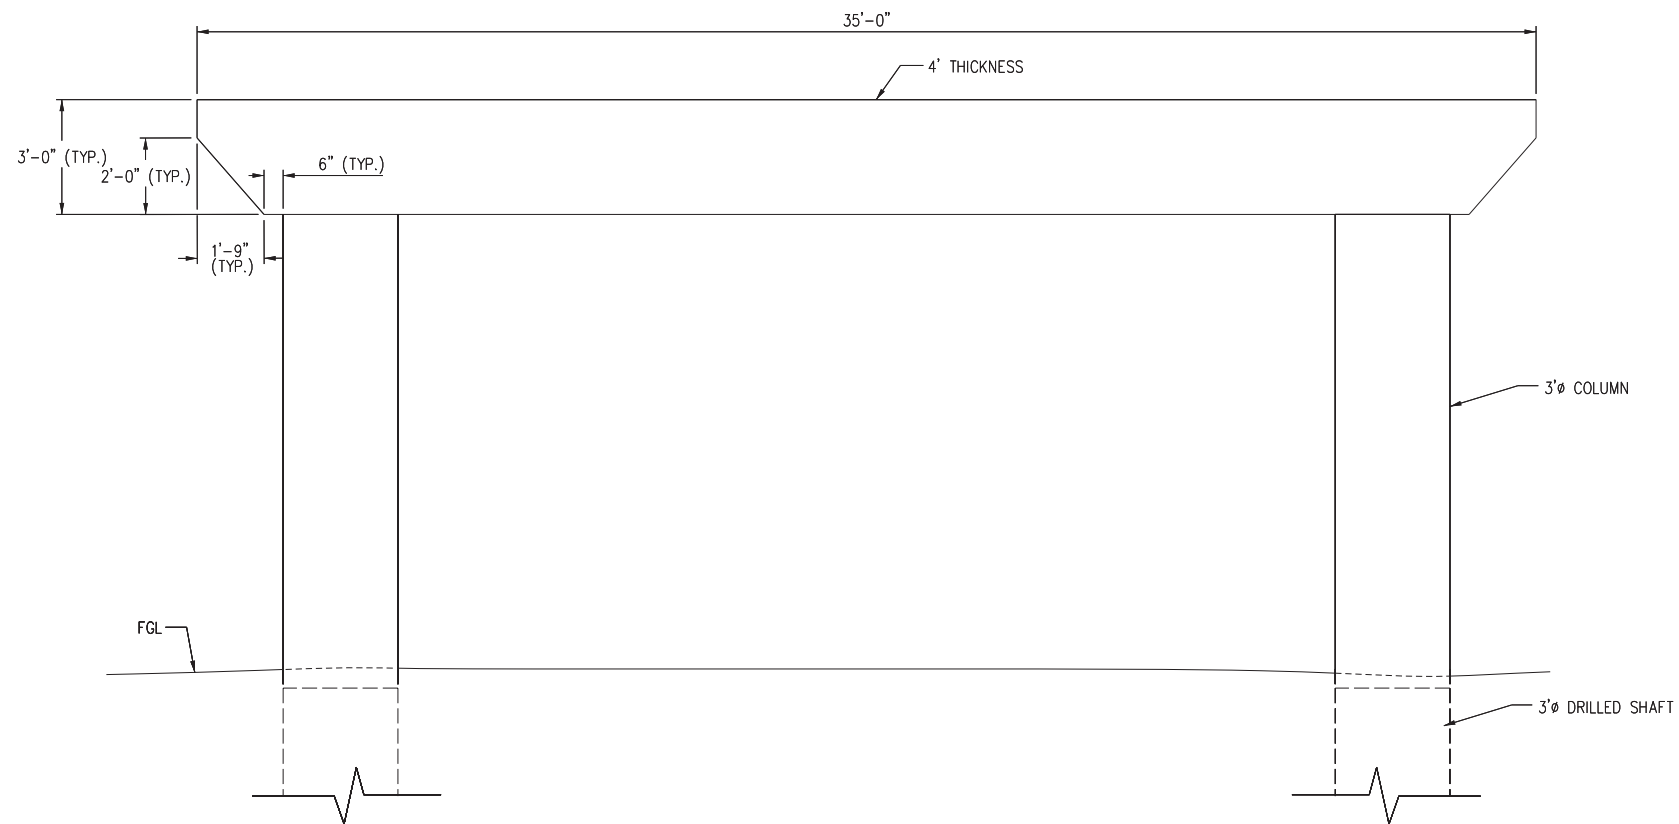 35'-0"
4' THICKNESS
3'-0" (TYP.)
2'-0" (TYP.)
6" (TYP.)
1'-9"
(TYP.)
3'ø COLUMN
FGL
3'ø DRILLED SHAFT